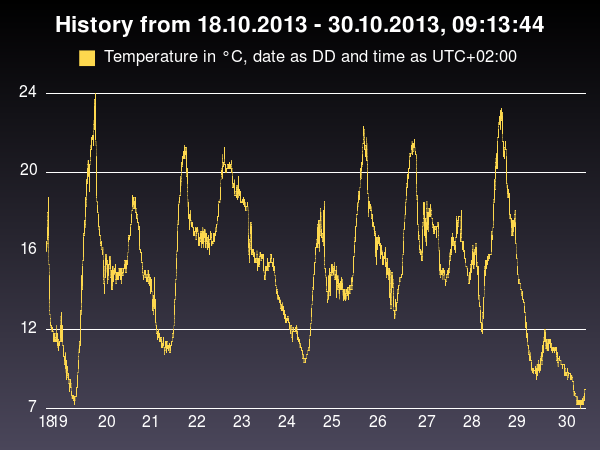 History from 18.10.2013 - 30.10.2013, 09:13:44
Temperature in °C, date as DD and time as UTC+02:00
24
20
16
12
7
18 19 20 21 22 23 24 25 26 27 28 29 30